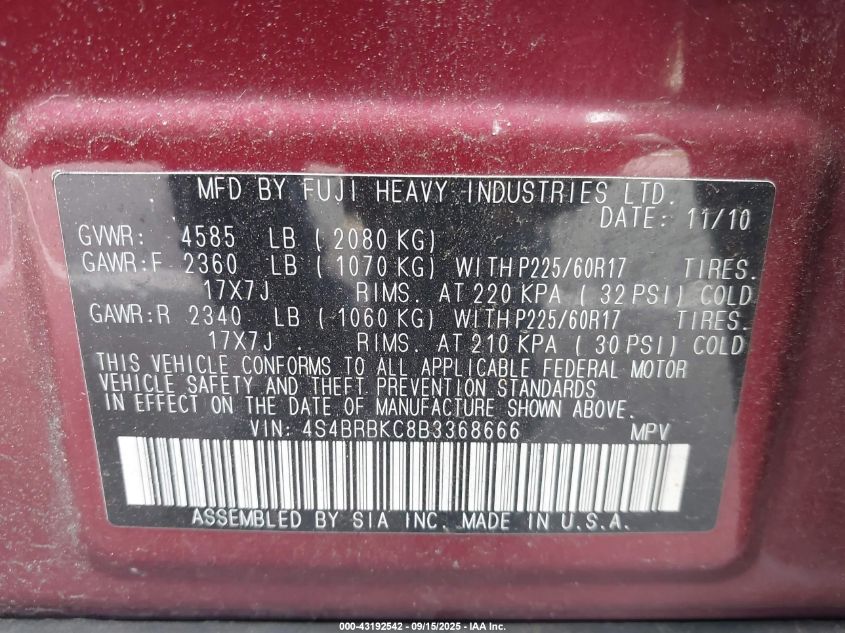 MFD BY FUJI HEAVY INDUSTRIES LTD.
DATE: 11/10
GVWR: 4585 LB ( 2080 KG)
GAWR:F 2360 LB ( 1070 KG) WITH P225/60R17 TIRES.
17X7J RIMS. AT 220 KPA ( 32 PSI) COLD
GAWR:R 2340 LB ( 1060 KG) WITH P225/60R17 TIRES.
17X7J . RIMS. AT 210 KPA ( 30 PSI) COLD
THIS VEHICLE CONFORMS TO ALL APPLICABLE FEDERAL MOTOR
VEHICLE SAFETY AND THEFT PREVENTION STANDARDS
IN EFFECT ON THE DATE OF MANUFACTURE SHOWN ABOVE.
VIN: 4S4BRBKC8B3368666 MPV
ASSEMBLED BY SIA INC. MADE IN U.S.A.
000-43192542 - 09/15/2025 - IAA Inc.